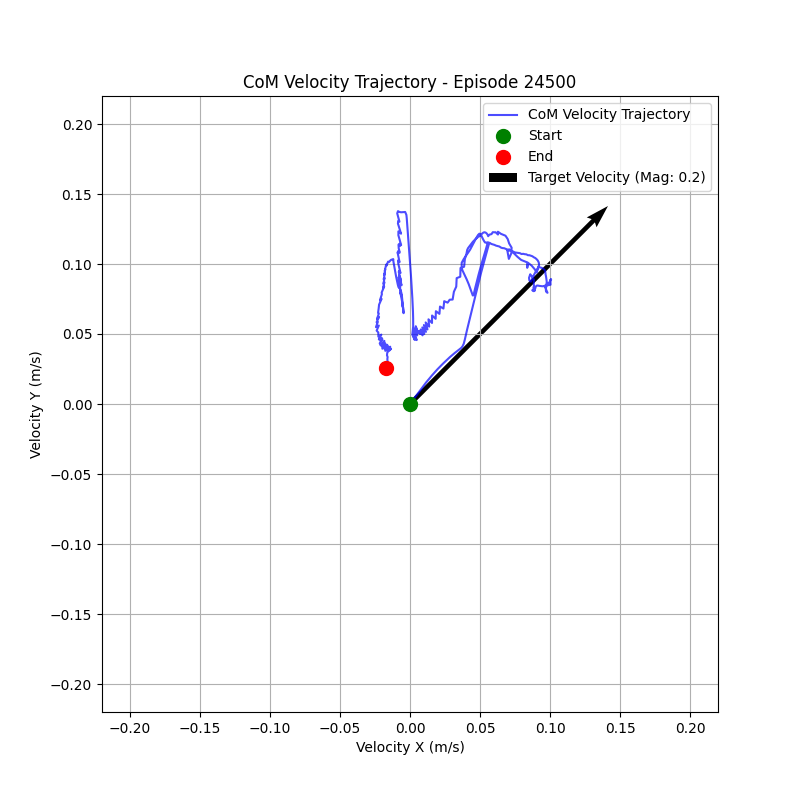 CoM Velocity Trajectory - Episode 24500
CoM Velocity Trajectory
Start
End
Target Velocity (Mag: 0.2)
Velocity Y (m/s)
0.20
0.15
0.10
0.05
0.00
−0.05
−0.10
−0.15
−0.20
−0.20 −0.15 −0.10 −0.05 0.00 0.05 0.10 0.15 0.20
Velocity X (m/s)